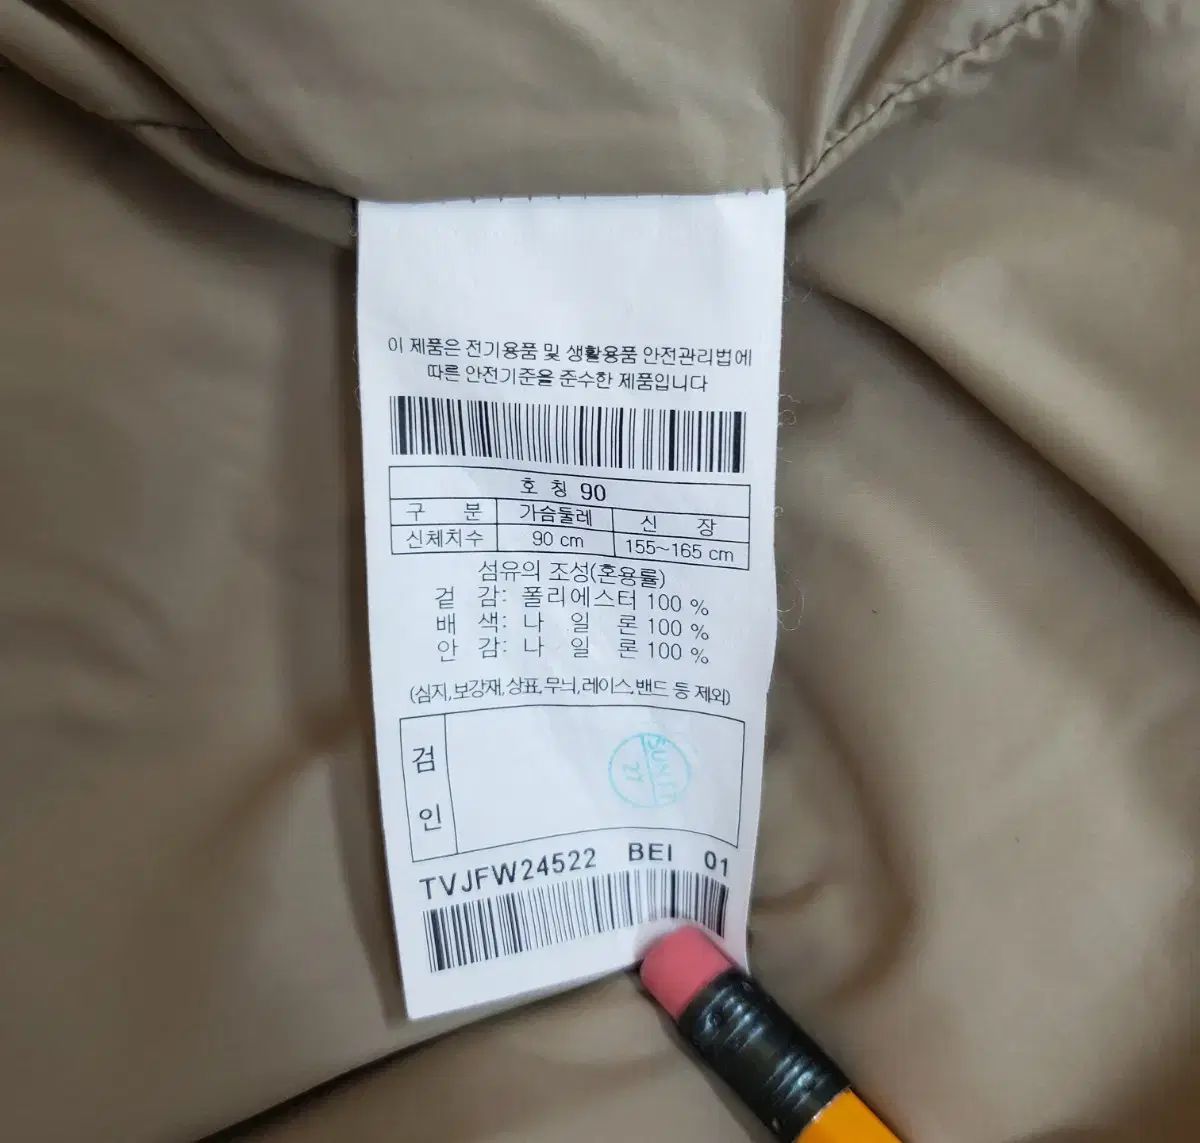 이 제품은 전기용품 및 생활용품 안전관리법에
따른 안전기준을 준수한 제품입니다
호 칭 90
구 분 가슴둘레 신 장
신체치수 90 cm 155~165 cm
섬유의 조성(혼용률)
겉 감: 폴리에스터 100 %
배 색: 나 일 론 100 %
안 감: 나 일 론 100 %
(심지,보강재,상표,무늬,레이스,밴드 등 제외)
검
인
TVJFW24522 BEI 01